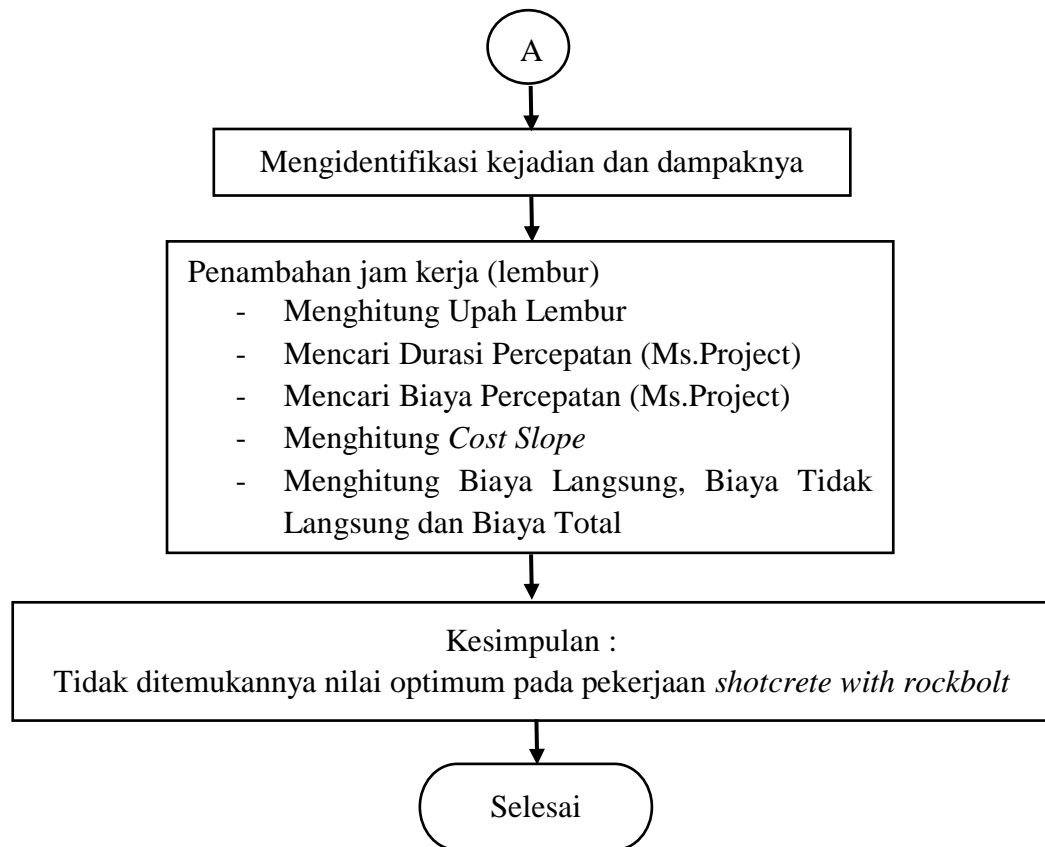 A
Mengidentifikasi kejadian dan dampaknya
Penambahan jam kerja (lembur)
- Menghitung Upah Lembur
- Mencari Durasi Percepatan (Ms.Project)
- Mencari Biaya Percepatan (Ms.Project)
- Menghitung Cost Slope
- Menghitung Biaya Langsung, Biaya Tidak
Langsung dan Biaya Total
Kesimpulan :
Tidak ditemukannya nilai optimum pada pekerjaan shotcrete with rockbolt
Selesai